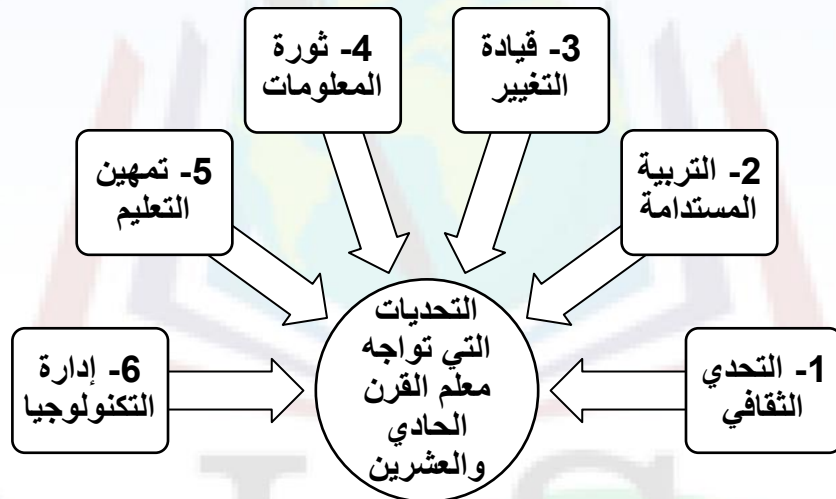 1- التحدي
الثقافي
2- التربية
المستدامة
3- قيادة
التغيير
4- ثورة
المعلومات
5- تمهين
التعليم
6- إدارة
التكنولوجيا
التحديات
التي تواجه
معلم القرن
الحادي
والعشرين